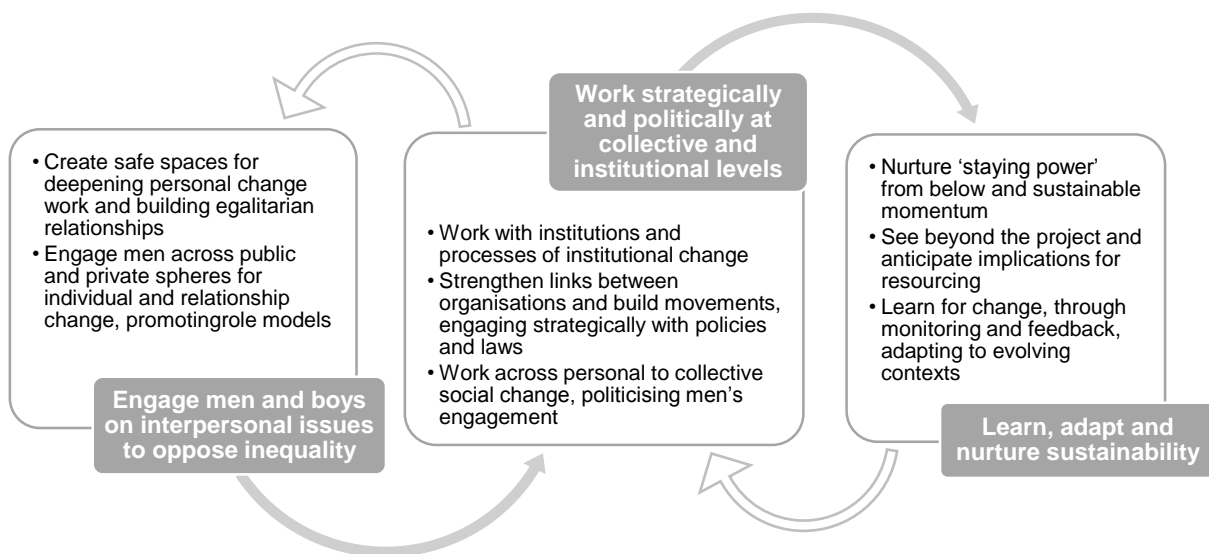 • Create safe spaces for
deepening personal change
work and building egalitarian
relationships
• Engage men across public
and private spheres for
individual and relationship
change, promotingrole models
Engage men and boys
on interpersonal issues
to oppose inequality
Work strategically
and politically at
collective and
institutional levels
• Work with institutions and
processes of institutional change
• Strengthen links between
organisations and build movements,
engaging strategically with policies
and laws
• Work across personal to collective
social change, politicising men’s
engagement
• Nurture ‘staying power’
from below and sustainable
momentum
• See beyond the project and
anticipate implications for
resourcing
• Learn for change, through
monitoring and feedback,
adapting to evolving
contexts
Learn, adapt and
nurture sustainability